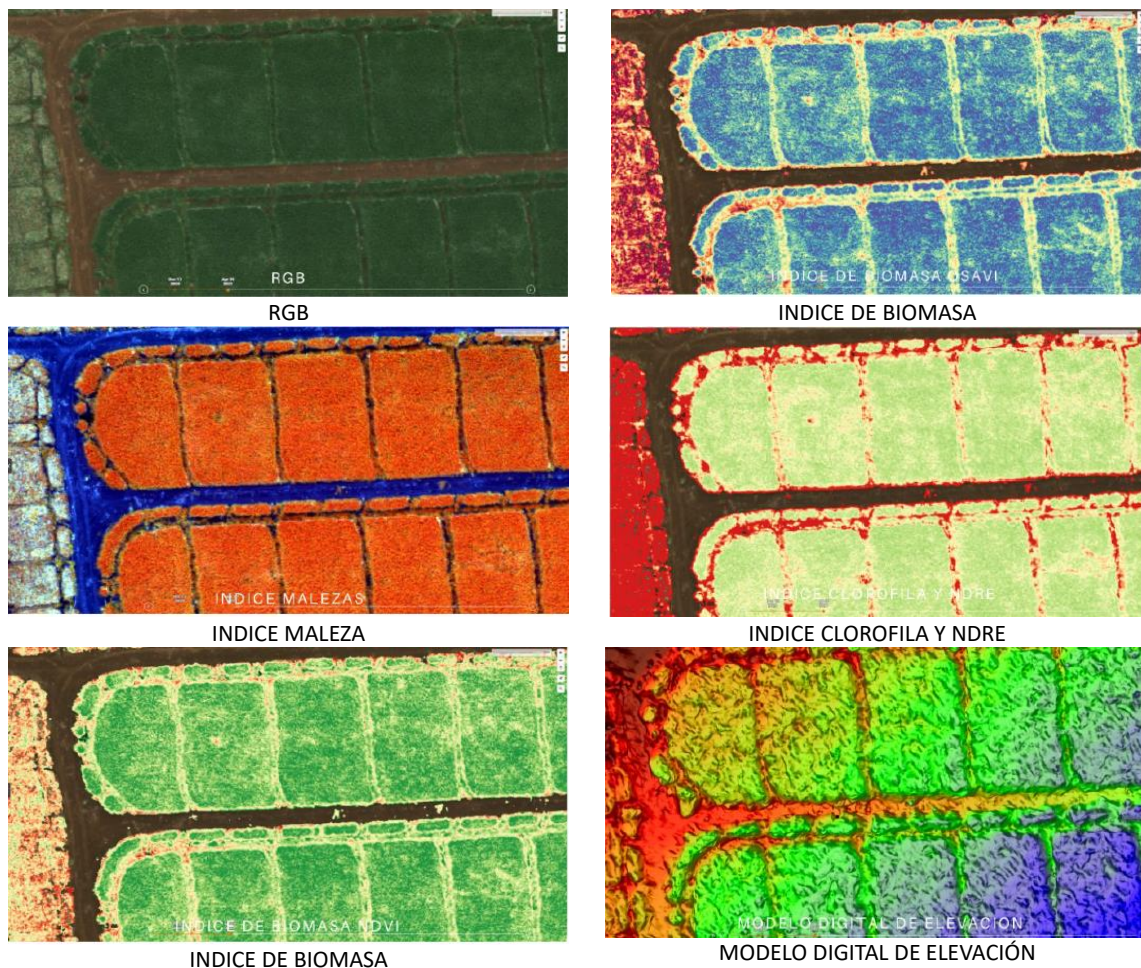 RGB
RGB
INDICE DE BIOMASA OSAVI
INDICE DE BIOMASA
INDICE MALEZAS
INDICE MALEZA
INDICE CLOROFILA Y NDRE
INDICE CLOROFILA Y NDRE
INDICE DE BIOMASA NDVI
INDICE DE BIOMASA
MODELO DIGITAL DE ELEVACION
MODELO DIGITAL DE ELEVACIÓN